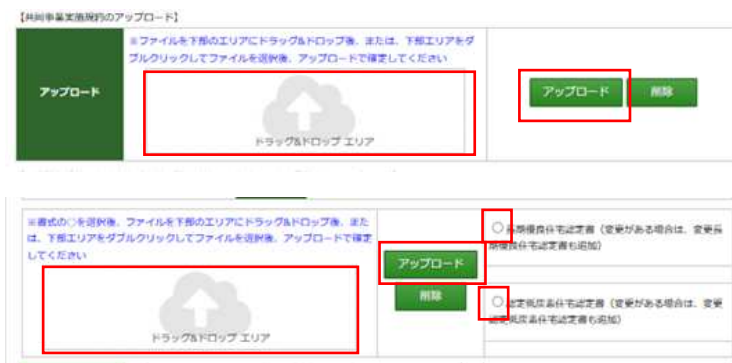 【共同事業実施規約のアップロード】
※ファイルを下部のエリアにドラッグ&ドロップ後、または、下部エリアをダ
ブルクリックしてファイルを選択後、アップロードで確定してください
アップロード
ドラッグ&ドロップ エリア
アップロード
削除
※書式の○を選択後、ファイルを下部のエリアにドラッグ&ドロップ後、また
は、下部エリアをダブルクリックしてファイルを選択後、アップロードで確定
してください
ドラッグ&ドロップ エリア
アップロード
削除
長期優良住宅認定書（変更がある場合は、変更長
期優良住宅認定書も追加）
認定低炭素住宅認定書（変更がある場合は、変更
認定低炭素住宅認定書も追加）